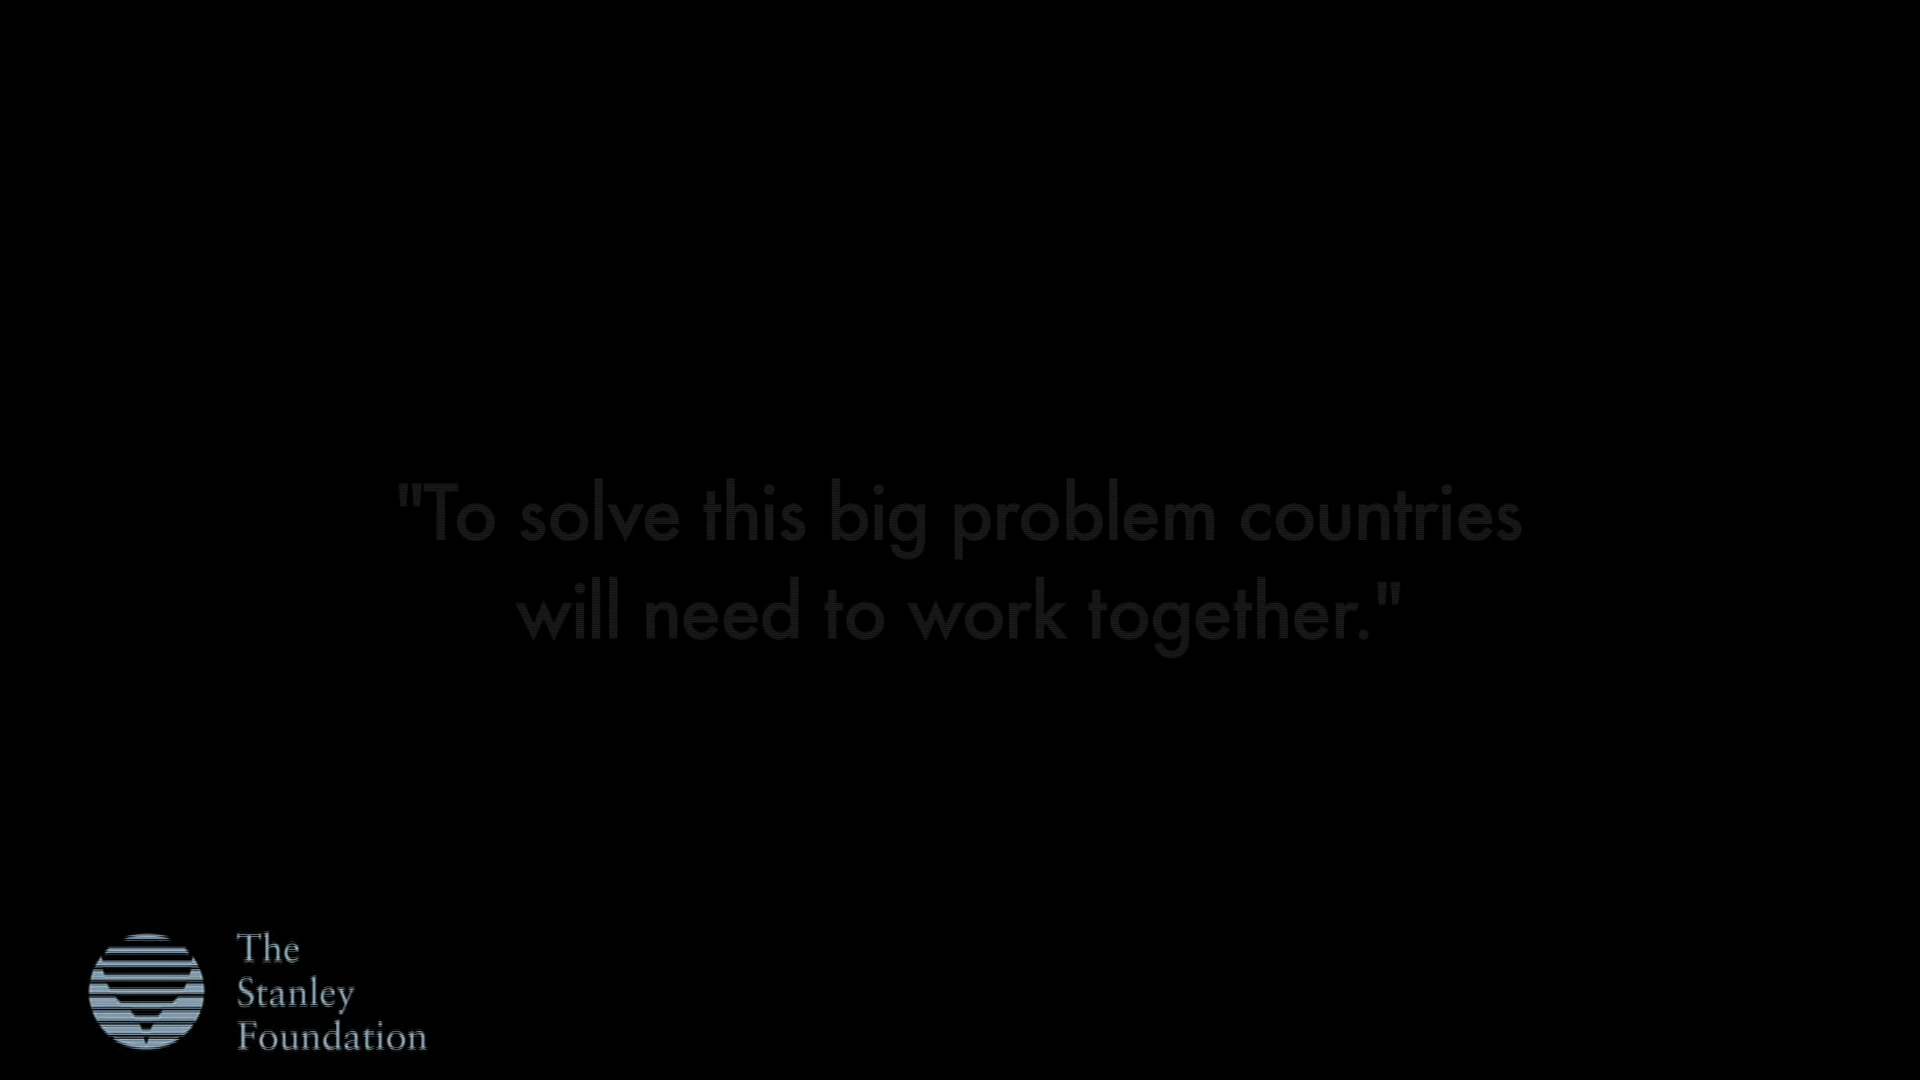 "To solve this big problem countries
will need to work together."
The
Stanley
Foundation